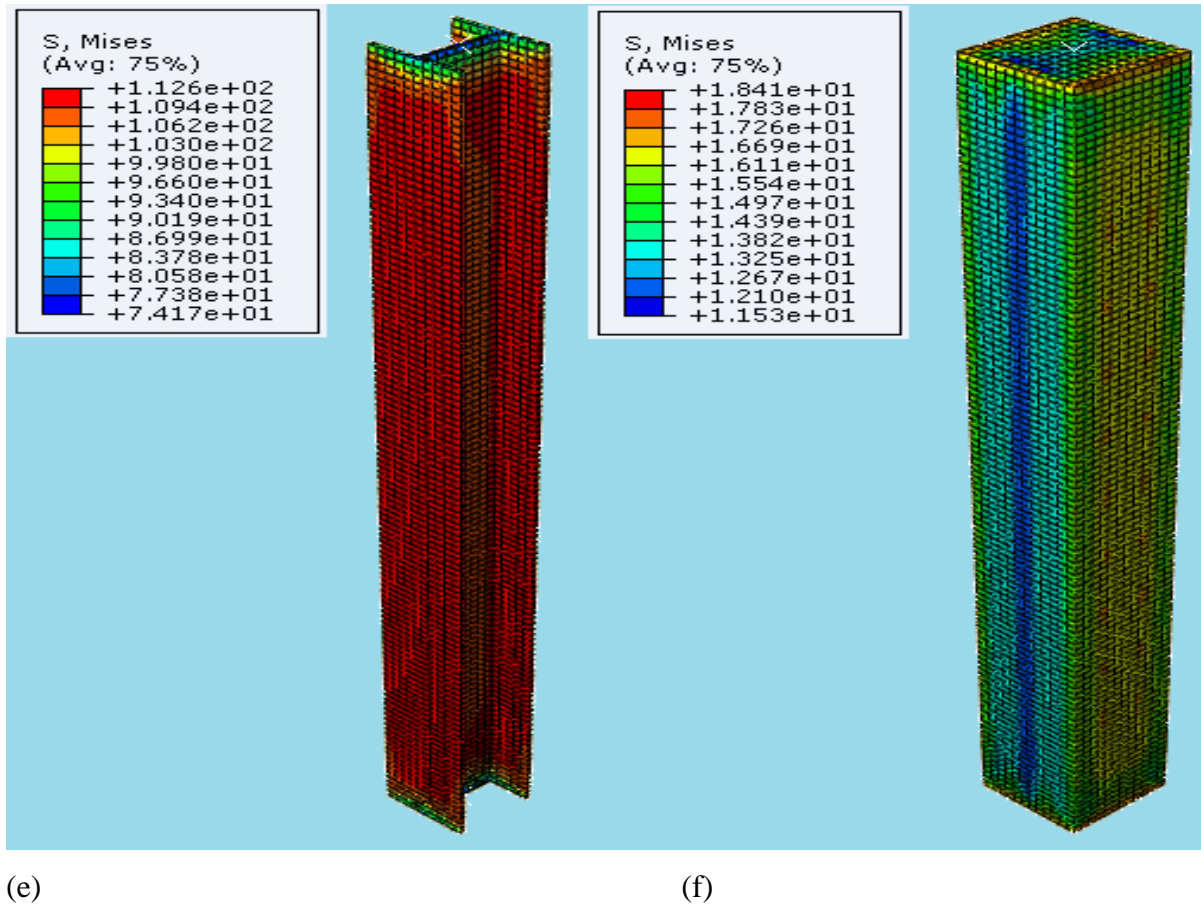 S, Mises
(Avg: 75%)
+1.126e+02
+1.094e+02
+1.062e+02
+1.030e+02
+9.980e+01
+9.660e+01
+9.340e+01
+9.019e+01
+8.699e+01
+8.378e+01
+8.058e+01
+7.738e+01
+7.417e+01
S, Mises
(Avg: 75%)
+1.841e+01
+1.783e+01
+1.726e+01
+1.669e+01
+1.611e+01
+1.554e+01
+1.497e+01
+1.439e+01
+1.382e+01
+1.325e+01
+1.267e+01
+1.210e+01
+1.153e+01
(e) (f)